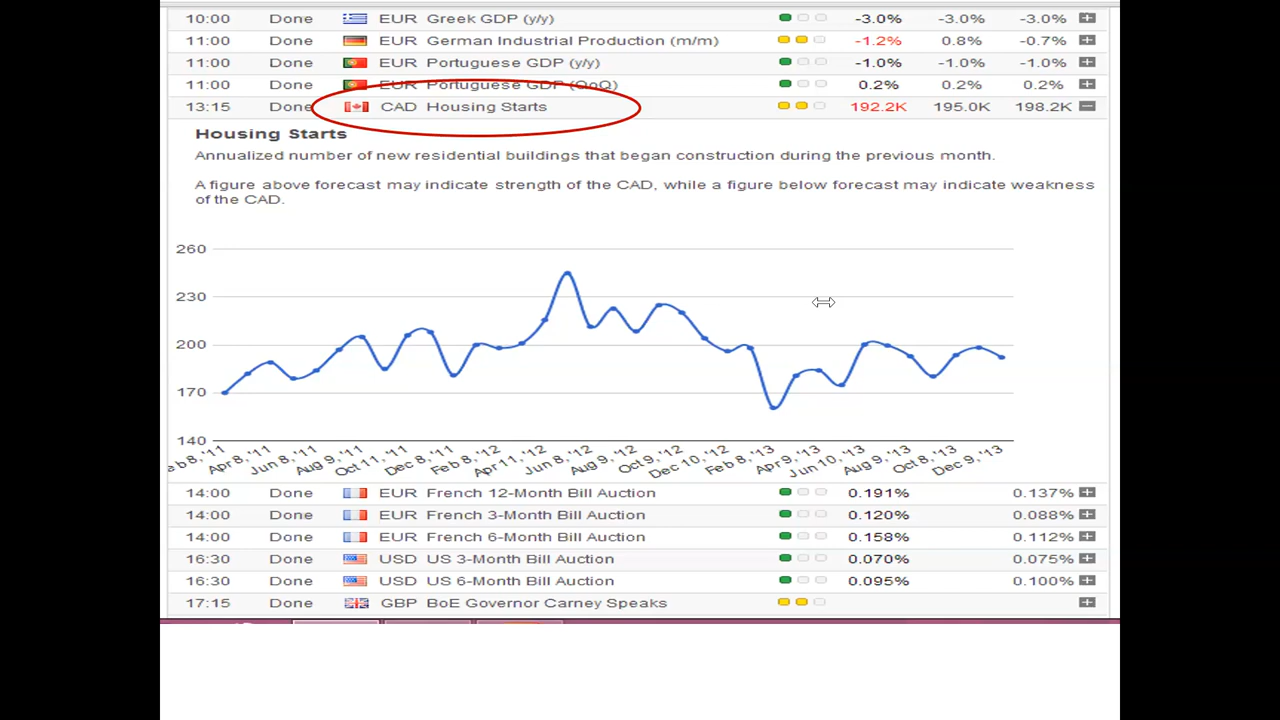 10:00 Done EUR Greek GDP (y/y) -3.0% -3.0% -3.0%
11:00 Done EUR German Industrial Production (m/m) -1.2% 0.8% -0.7%
11:00 Done EUR Portuguese GDP (y/y) -1.0% -1.0% -1.0%
11:00 Done EUR Portuguese GDP (QoQ) 0.2% 0.2% 0.2%
13:15 Done CAD Housing Starts 192.2K 195.0K 198.2K
Housing Starts
Annualized number of new residential buildings that began construction during the previous month.
A figure above forecast may indicate strength of the CAD, while a figure below forecast may indicate weakness
of the CAD.
260
230
200
170
140
eb 8, '11 Apr 8, '11 Jun 8, '11 Aug 9, '11 Oct 11, '11 Dec 8, '11 Feb 8, '12 Apr 11, '12 Jun 8, '12 Aug 9, '12 Oct 9, '12 Dec 10, '12 Feb 8, '13 Apr 9, '13 Jun 10, '13 Aug 9, '13 Oct 8, '13 Dec 9, '13
14:00 Done EUR French 12-Month Bill Auction 0.191% 0.137%
14:00 Done EUR French 3-Month Bill Auction 0.120% 0.088%
14:00 Done EUR French 6-Month Bill Auction 0.158% 0.112%
16:30 Done USD US 3-Month Bill Auction 0.070% 0.075%
16:30 Done USD US 6-Month Bill Auction 0.095% 0.100%
17:15 Done GBP BoE Governor Carney Speaks